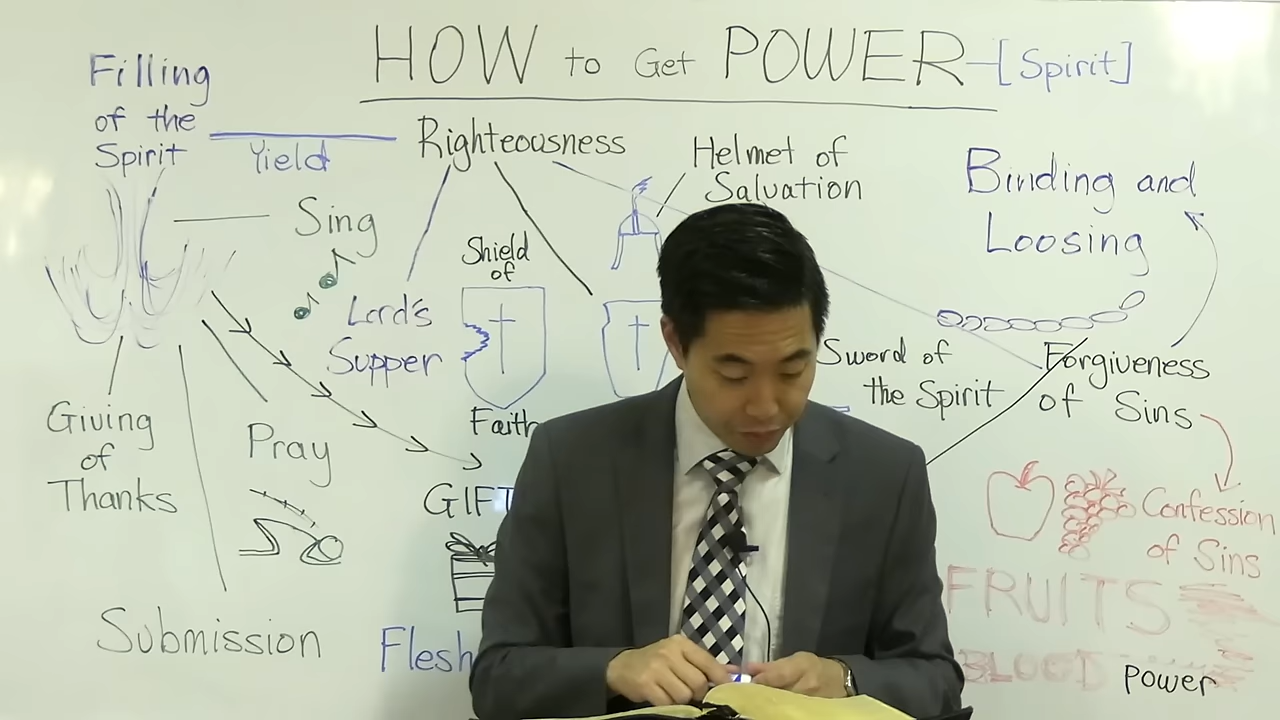 HOW to Get POWER-[Spirit]
Filling
of the
Spirit
Yield
Righteousness
Helmet of
Salvation
Binding and
Loosing
Sing
Shield
of
Faith
Lord's
Supper
Sword of
the Spirit
Forgiveness
of Sins
Giving
of
Thanks
Pray
GIFT
Confession
of Sins
FRUITS
Submission
Flesh
BLOOD
Power